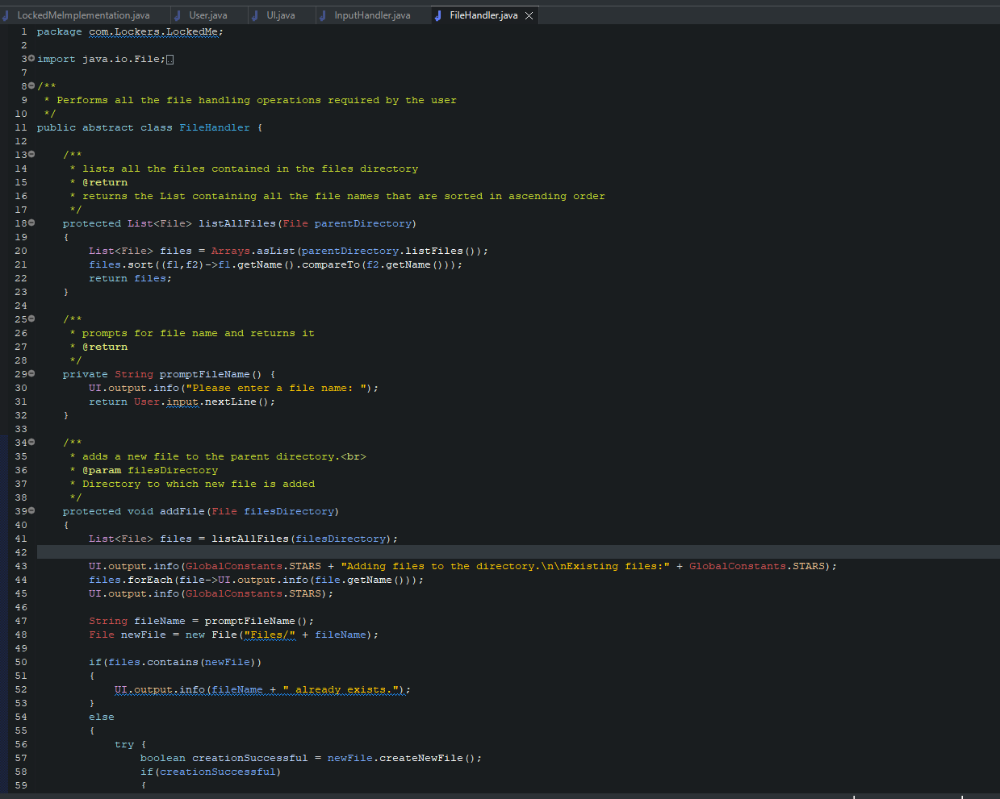 LockedMeImplementation.java User.java UI.java InputHandler.java FileHandler.java
1 package com.Lockers.LockedMe;
2
3 import java.io.File;
7
8 /**
9  * Performs all the file handling operations required by the user
10  */
11 public abstract class FileHandler {
12
13     /**
14      * lists all the files contained in the files directory
15      * @return
16      * returns the List containing all the file names that are sorted in ascending order
17      */
18     protected List<File> listAllFiles(File parentDirectory)
19     {
20         List<File> files = Arrays.asList(parentDirectory.listFiles());
21         files.sort((f1,f2)->f1.getName().compareTo(f2.getName()));
22         return files;
23     }
24
25     /**
26      * prompts for file name and returns it
27      * @return
28      */
29     private String promptFileName() {
30         UI.output.info("Please enter a file name: ");
31         return User.input.nextLine();
32     }
33
34     /**
35      * adds a new file to the parent directory.<br>
36      * @param filesDirectory
37      * Directory to which new file is added
38      */
39     protected void addFile(File filesDirectory)
40     {
41         List<File> files = listAllFiles(filesDirectory);
42
43         UI.output.info(GlobalConstants.STARS + "Adding files to the directory.\n\nExisting files:" + GlobalConstants.STARS);
44         files.forEach(file->UI.output.info(file.getName()));
45         UI.output.info(GlobalConstants.STARS);
46
47         String fileName = promptFileName();
48         File newFile = new File("Files/" + fileName);
49
50         if(files.contains(newFile))
51         {
52             UI.output.info(fileName + " already exists.");
53         }
54         else
55         {
56             try {
57                 boolean creationSuccessful = newFile.createNewFile();
58                 if(creationSuccessful)
59                 {